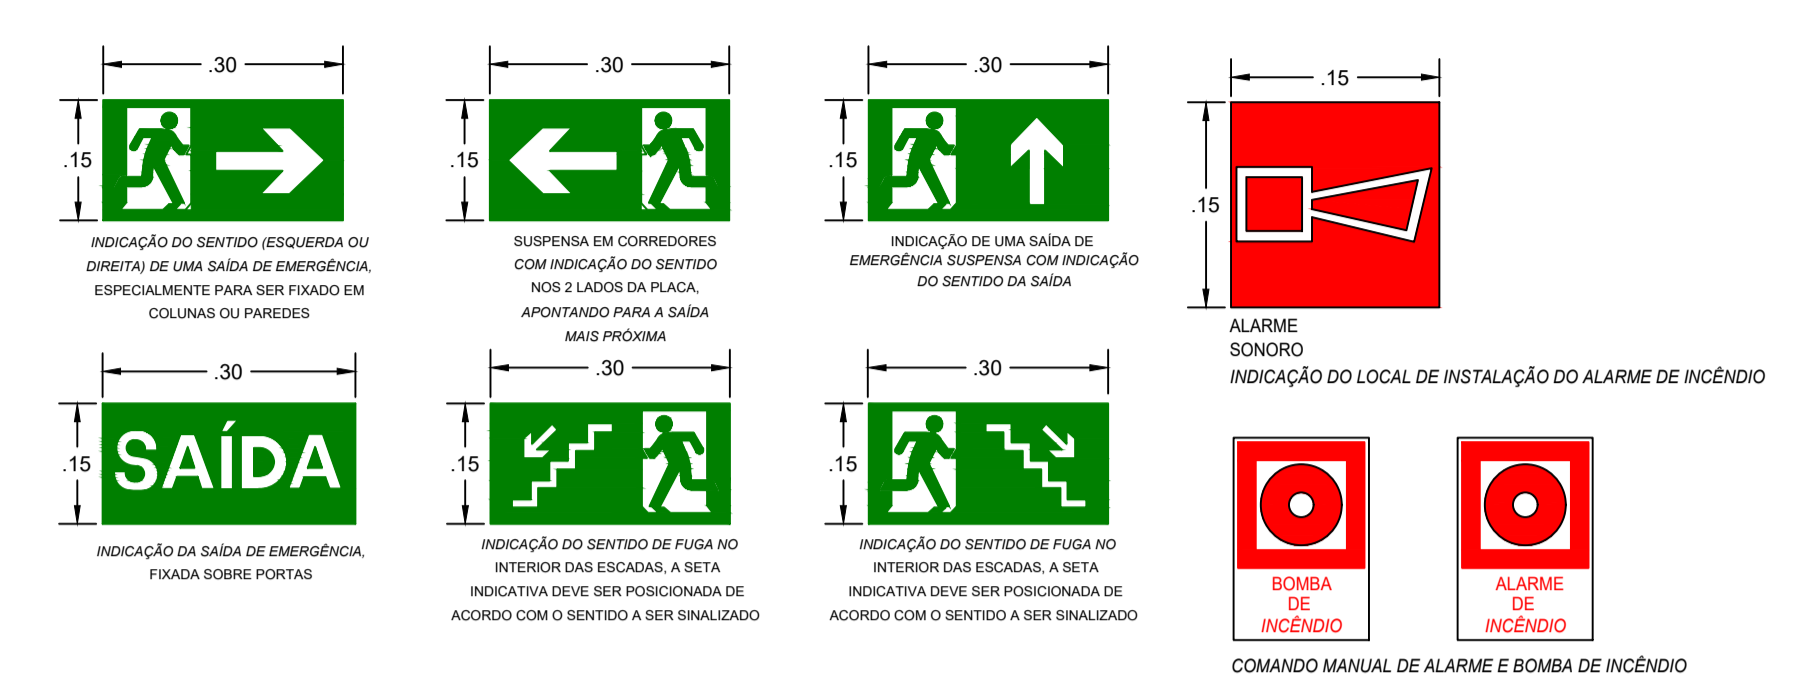 .30
.15
INDICAÇÃO DO SENTIDO (ESQUERDA OU
DIREITA) DE UMA SAÍDA DE EMERGÊNCIA,
ESPECIALMENTE PARA SER FIXADO EM
COLUNAS OU PAREDES
.30
.15
SUSPENSA EM CORREDORES
COM INDICAÇÃO DO SENTIDO
NOS 2 LADOS DA PLACA,
APONTANDO PARA A SAÍDA
MAIS PRÓXIMA
.30
.15
INDICAÇÃO DE UMA SAÍDA DE
EMERGÊNCIA SUSPENSA COM INDICAÇÃO
DO SENTIDO DA SAÍDA
.15
.15
ALARME
SONORO
INDICAÇÃO DO LOCAL DE INSTALAÇÃO DO ALARME DE INCÊNDIO
.30
.15
SAÍDA
INDICAÇÃO DA SAÍDA DE EMERGÊNCIA,
FIXADA SOBRE PORTAS
.30
.15
INDICAÇÃO DO SENTIDO DE FUGA NO
INTERIOR DAS ESCADAS, A SETA
INDICATIVA DEVE SER POSICIONADA DE
ACORDO COM O SENTIDO A SER SINALIZADO
.30
.15
INDICAÇÃO DO SENTIDO DE FUGA NO
INTERIOR DAS ESCADAS, A SETA
INDICATIVA DEVE SER POSICIONADA DE
ACORDO COM O SENTIDO A SER SINALIZADO
BOMBA
DE
INCÊNDIO
ALARME
DE
INCÊNDIO
COMANDO MANUAL DE ALARME E BOMBA DE INCÊNDIO